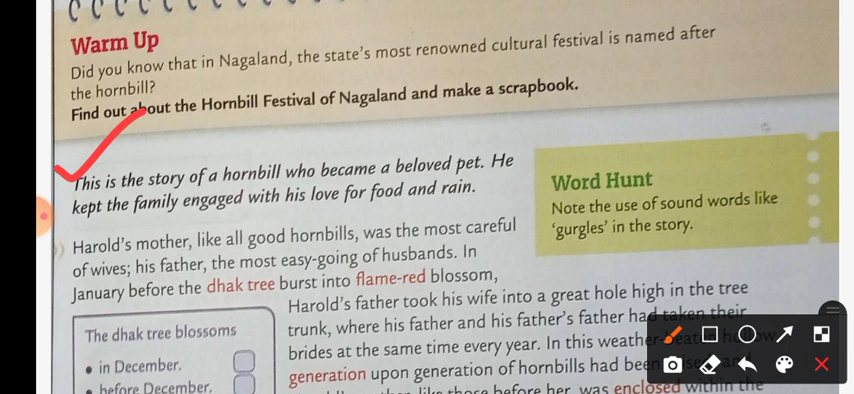 Warm Up
Did you know that in Nagaland, the state's most renowned cultural festival is named after
the hornbill?
Find out about the Hornbill Festival of Nagaland and make a scrapbook.
This is the story of a hornbill who became a beloved pet. He
kept the family engaged with his love for food and rain.
Word Hunt
Note the use of sound words like
'gurgles' in the story.
Harold's mother, like all good hornbills, was the most careful
of wives; his father, the most easy-going of husbands. In
January before the dhak tree burst into flame-red blossom,
Harold's father took his wife into a great hole high in the tree
trunk, where his father and his father's father had taken their
brides at the same time every year. In this weather-beaten hollow
generation upon generation of hornbills had been
like those before her, was enclosed within the
The dhak tree blossoms
• in December.
• before December.